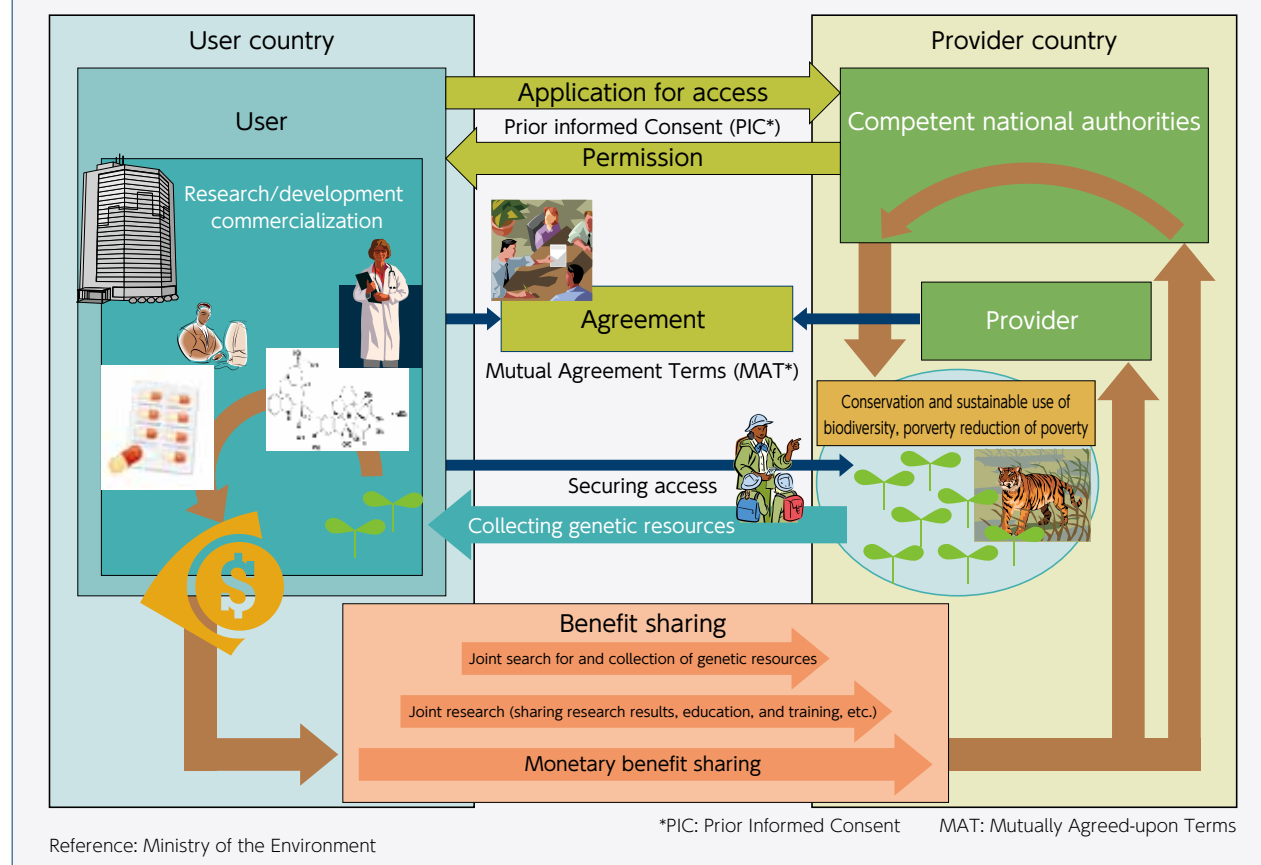 User country
Provider country
User
Application for access
Prior informed Consent (PIC*)
Permission
Competent national authorities
Research/development
commercialization
Agreement
Mutual Agreement Terms (MAT*)
Provider
Conservation and sustainable use of
biodiversity, porverty reduction of poverty
Securing access
Collecting genetic resources
$
Benefit sharing
Joint search for and collection of genetic resources
Joint research (sharing research results, education, and training, etc.)
Monetary benefit sharing
*PIC: Prior Informed Consent MAT: Mutually Agreed-upon Terms
Reference: Ministry of the Environment